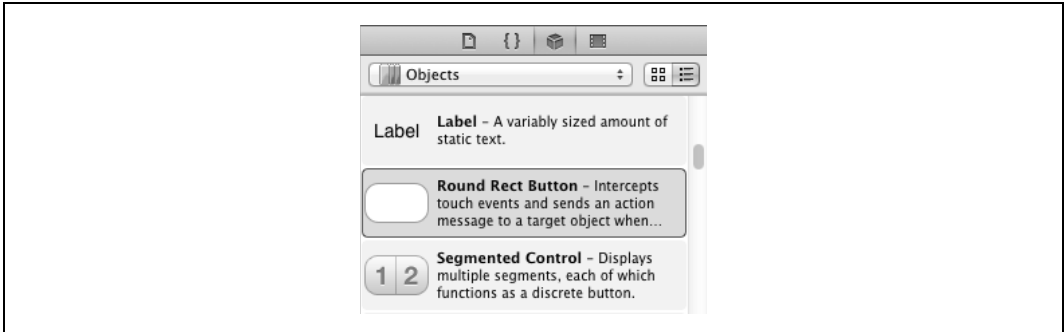 { }
Objects
Label
Label – A variably sized amount of
static text.
Round Rect Button – Intercepts
touch events and sends an action
message to a target object when...
1 2
Segmented Control – Displays
multiple segments, each of which
functions as a discrete button.